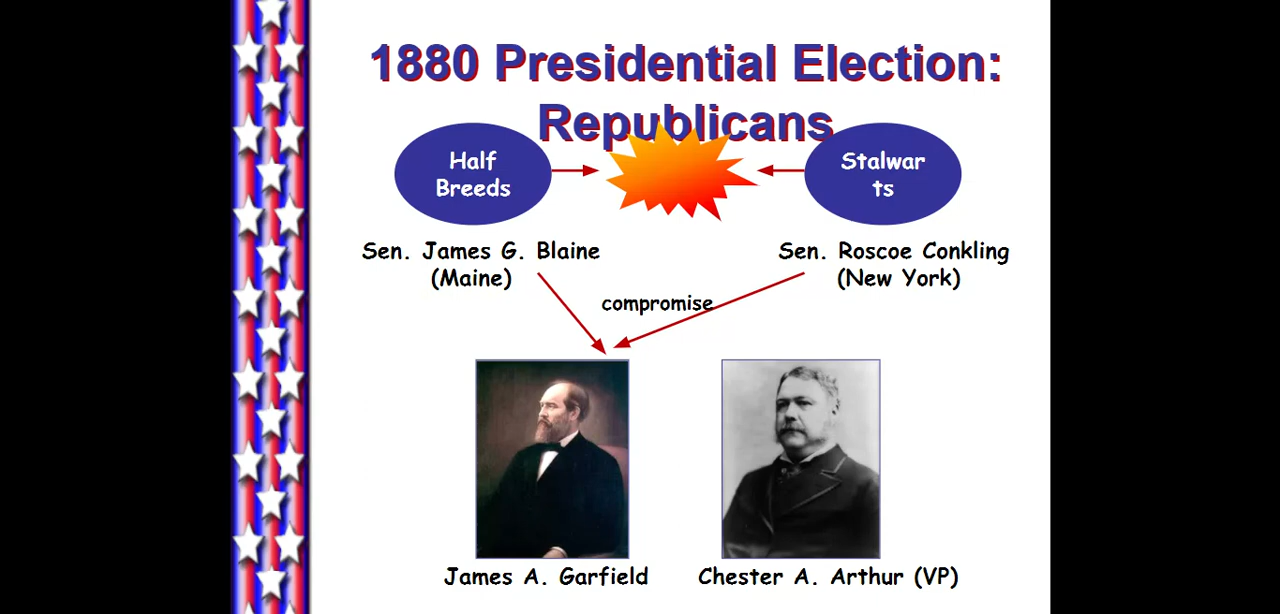 1880 Presidential Election:
Republicans
Half
Breeds
Stalwar
ts
Sen. James G. Blaine
(Maine)
Sen. Roscoe Conkling
(New York)
compromise
James A. Garfield
Chester A. Arthur (VP)